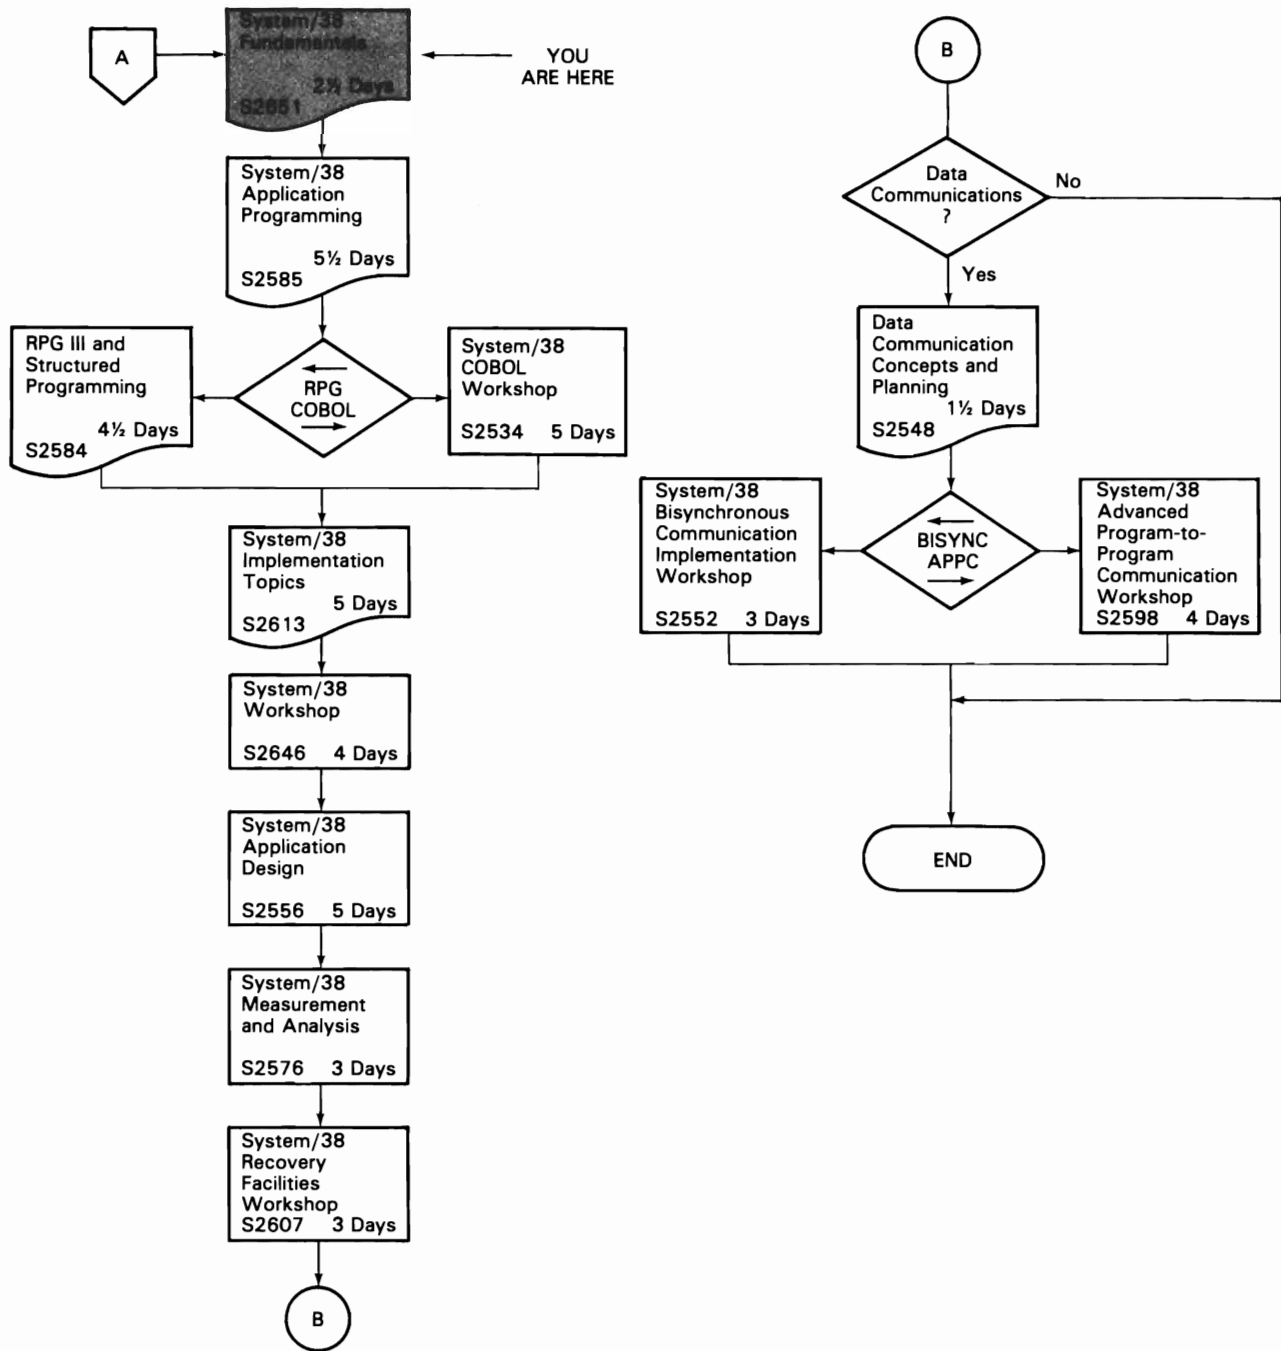 A
System/38
Fundamentals
2½ Days
S2651
YOU
ARE HERE
System/38
Application
Programming
5½ Days
S2585
RPG III and
Structured
Programming
4½ Days
S2584
RPG
COBOL
System/38
COBOL
Workshop
S2534 5 Days
System/38
Implementation
Topics
5 Days
S2613
System/38
Workshop
S2646 4 Days
System/38
Application
Design
S2556 5 Days
System/38
Measurement
and Analysis
S2576 3 Days
System/38
Recovery
Facilities
Workshop
S2607 3 Days
B
B
Data
Communications
?
No
Yes
Data
Communication
Concepts and
Planning
1½ Days
S2548
System/38
Bisynchronous
Communication
Implementation
Workshop
S2552 3 Days
BISYNC
APPC
System/38
Advanced
Program-to-
Program
Communication
Workshop
S2598 4 Days
END